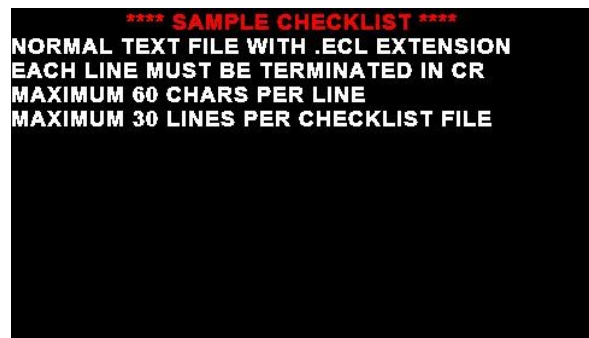 **** SAMPLE CHECKLIST ****
NORMAL TEXT FILE WITH .ECL EXTENSION
EACH LINE MUST BE TERMINATED IN CR
MAXIMUM 60 CHARS PER LINE
MAXIMUM 30 LINES PER CHECKLIST FILE